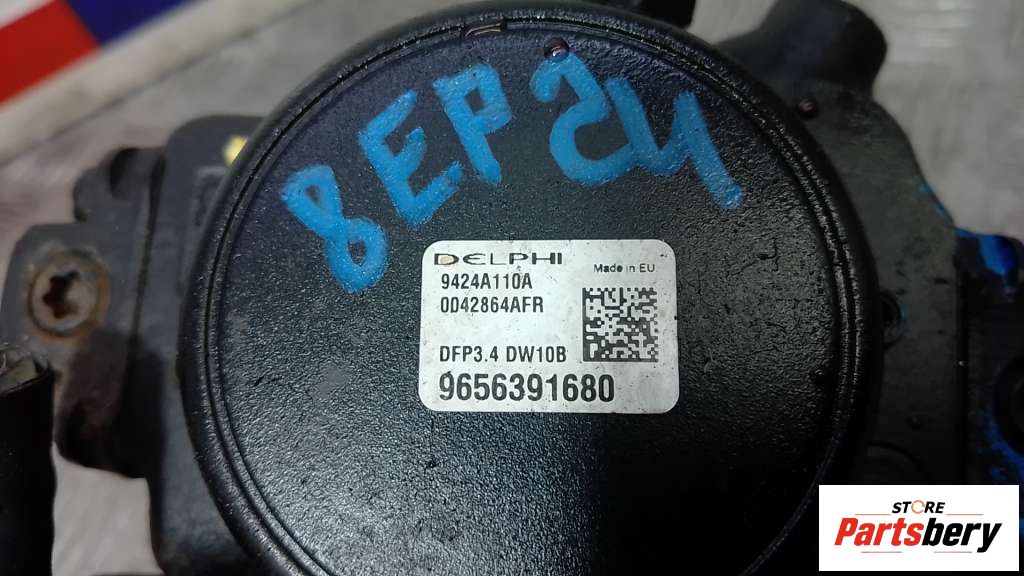 8EP24
DELPHI Made in EU
9424A110A
0D42864AFR
DFP3.4 DW10B
9656391680
STORE
Partsbery